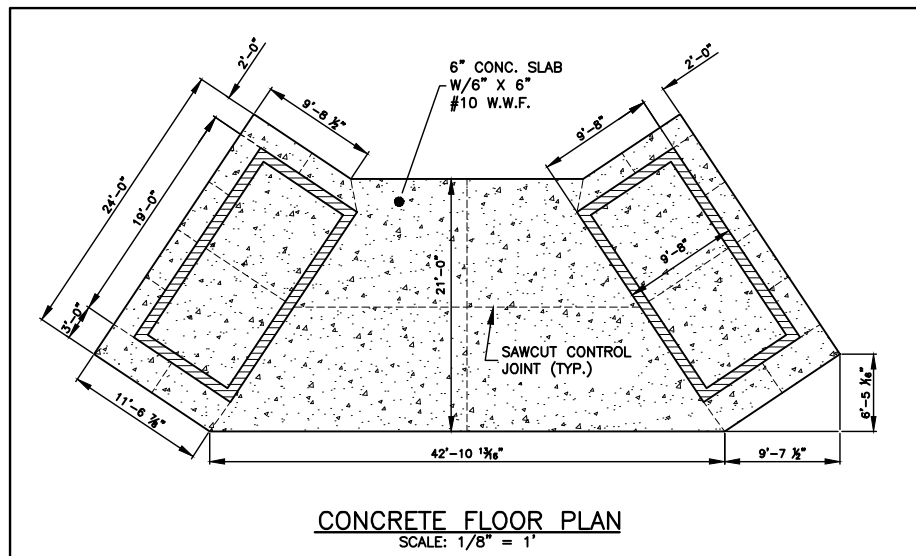 2'-0"
9'-8 ½"
24'-0"
19'-0"
3'-0"
11'-6 ⅞"
6" CONC. SLAB
W/6" X 6"
#10 W.W.F.
21'-0"
SAWCUT CONTROL
JOINT (TYP.)
2'-0"
9'-8"
9'-8"
6'-5 1/16"
42'-10 13/16"
9'-7 ½"
CONCRETE FLOOR PLAN
SCALE: 1/8" = 1'